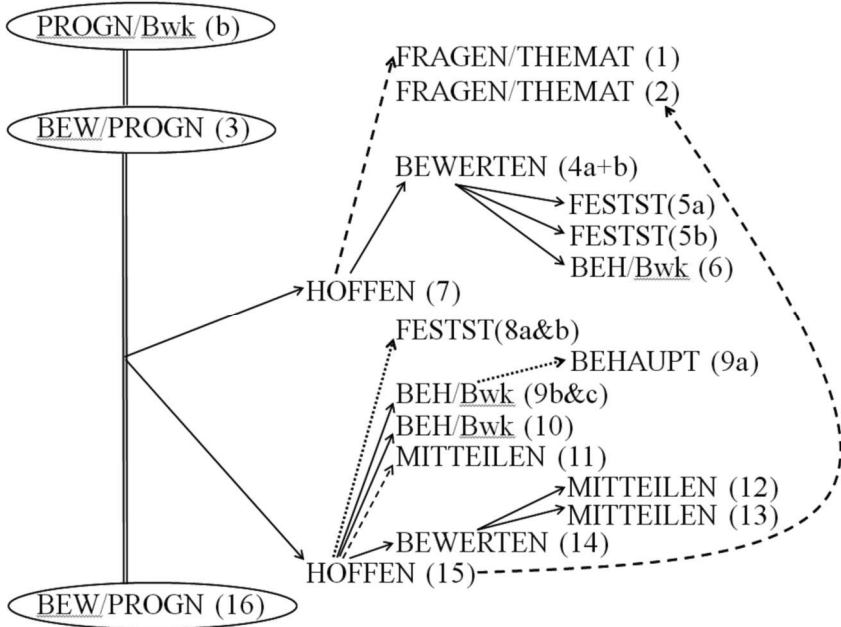 PROGN/Bwk (b)
FRAGEN/THEMAT (1)
FRAGEN/THEMAT (2)
BEW/PROGN (3)
BEWERTEN (4a+b)
FESTST(5a)
FESTST(5b)
BEH/Bwk (6)
HOFFEN (7)
FESTST(8a&b)
BEHAUPT (9a)
BEH/Bwk (9b&c)
BEH/Bwk (10)
MITTEILEN (11)
MITTEILEN (12)
MITTEILEN (13)
BEWERTEN (14)
HOFFEN (15)
BEW/PROGN (16)